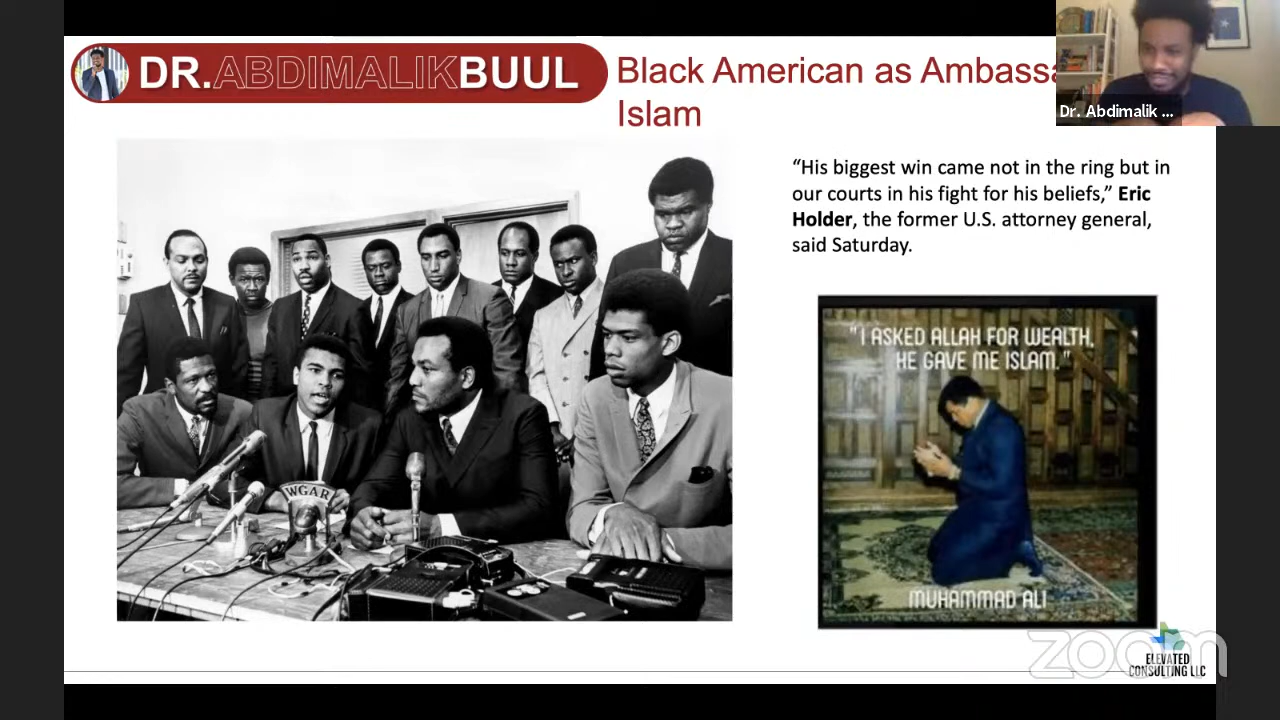 DR.ABDIMALIKBUUL
Black American as Ambassa
Islam
Dr. Abdimalik ...
“His biggest win came not in the ring but in
our courts in his fight for his beliefs,” Eric
Holder, the former U.S. attorney general,
said Saturday.
WGAR
"I ASKED ALLAH FOR WEALTH,
HE GAVE ME ISLAM."
MUHAMMAD ALI
zoom
ELEVATED
CONSULTING LLC